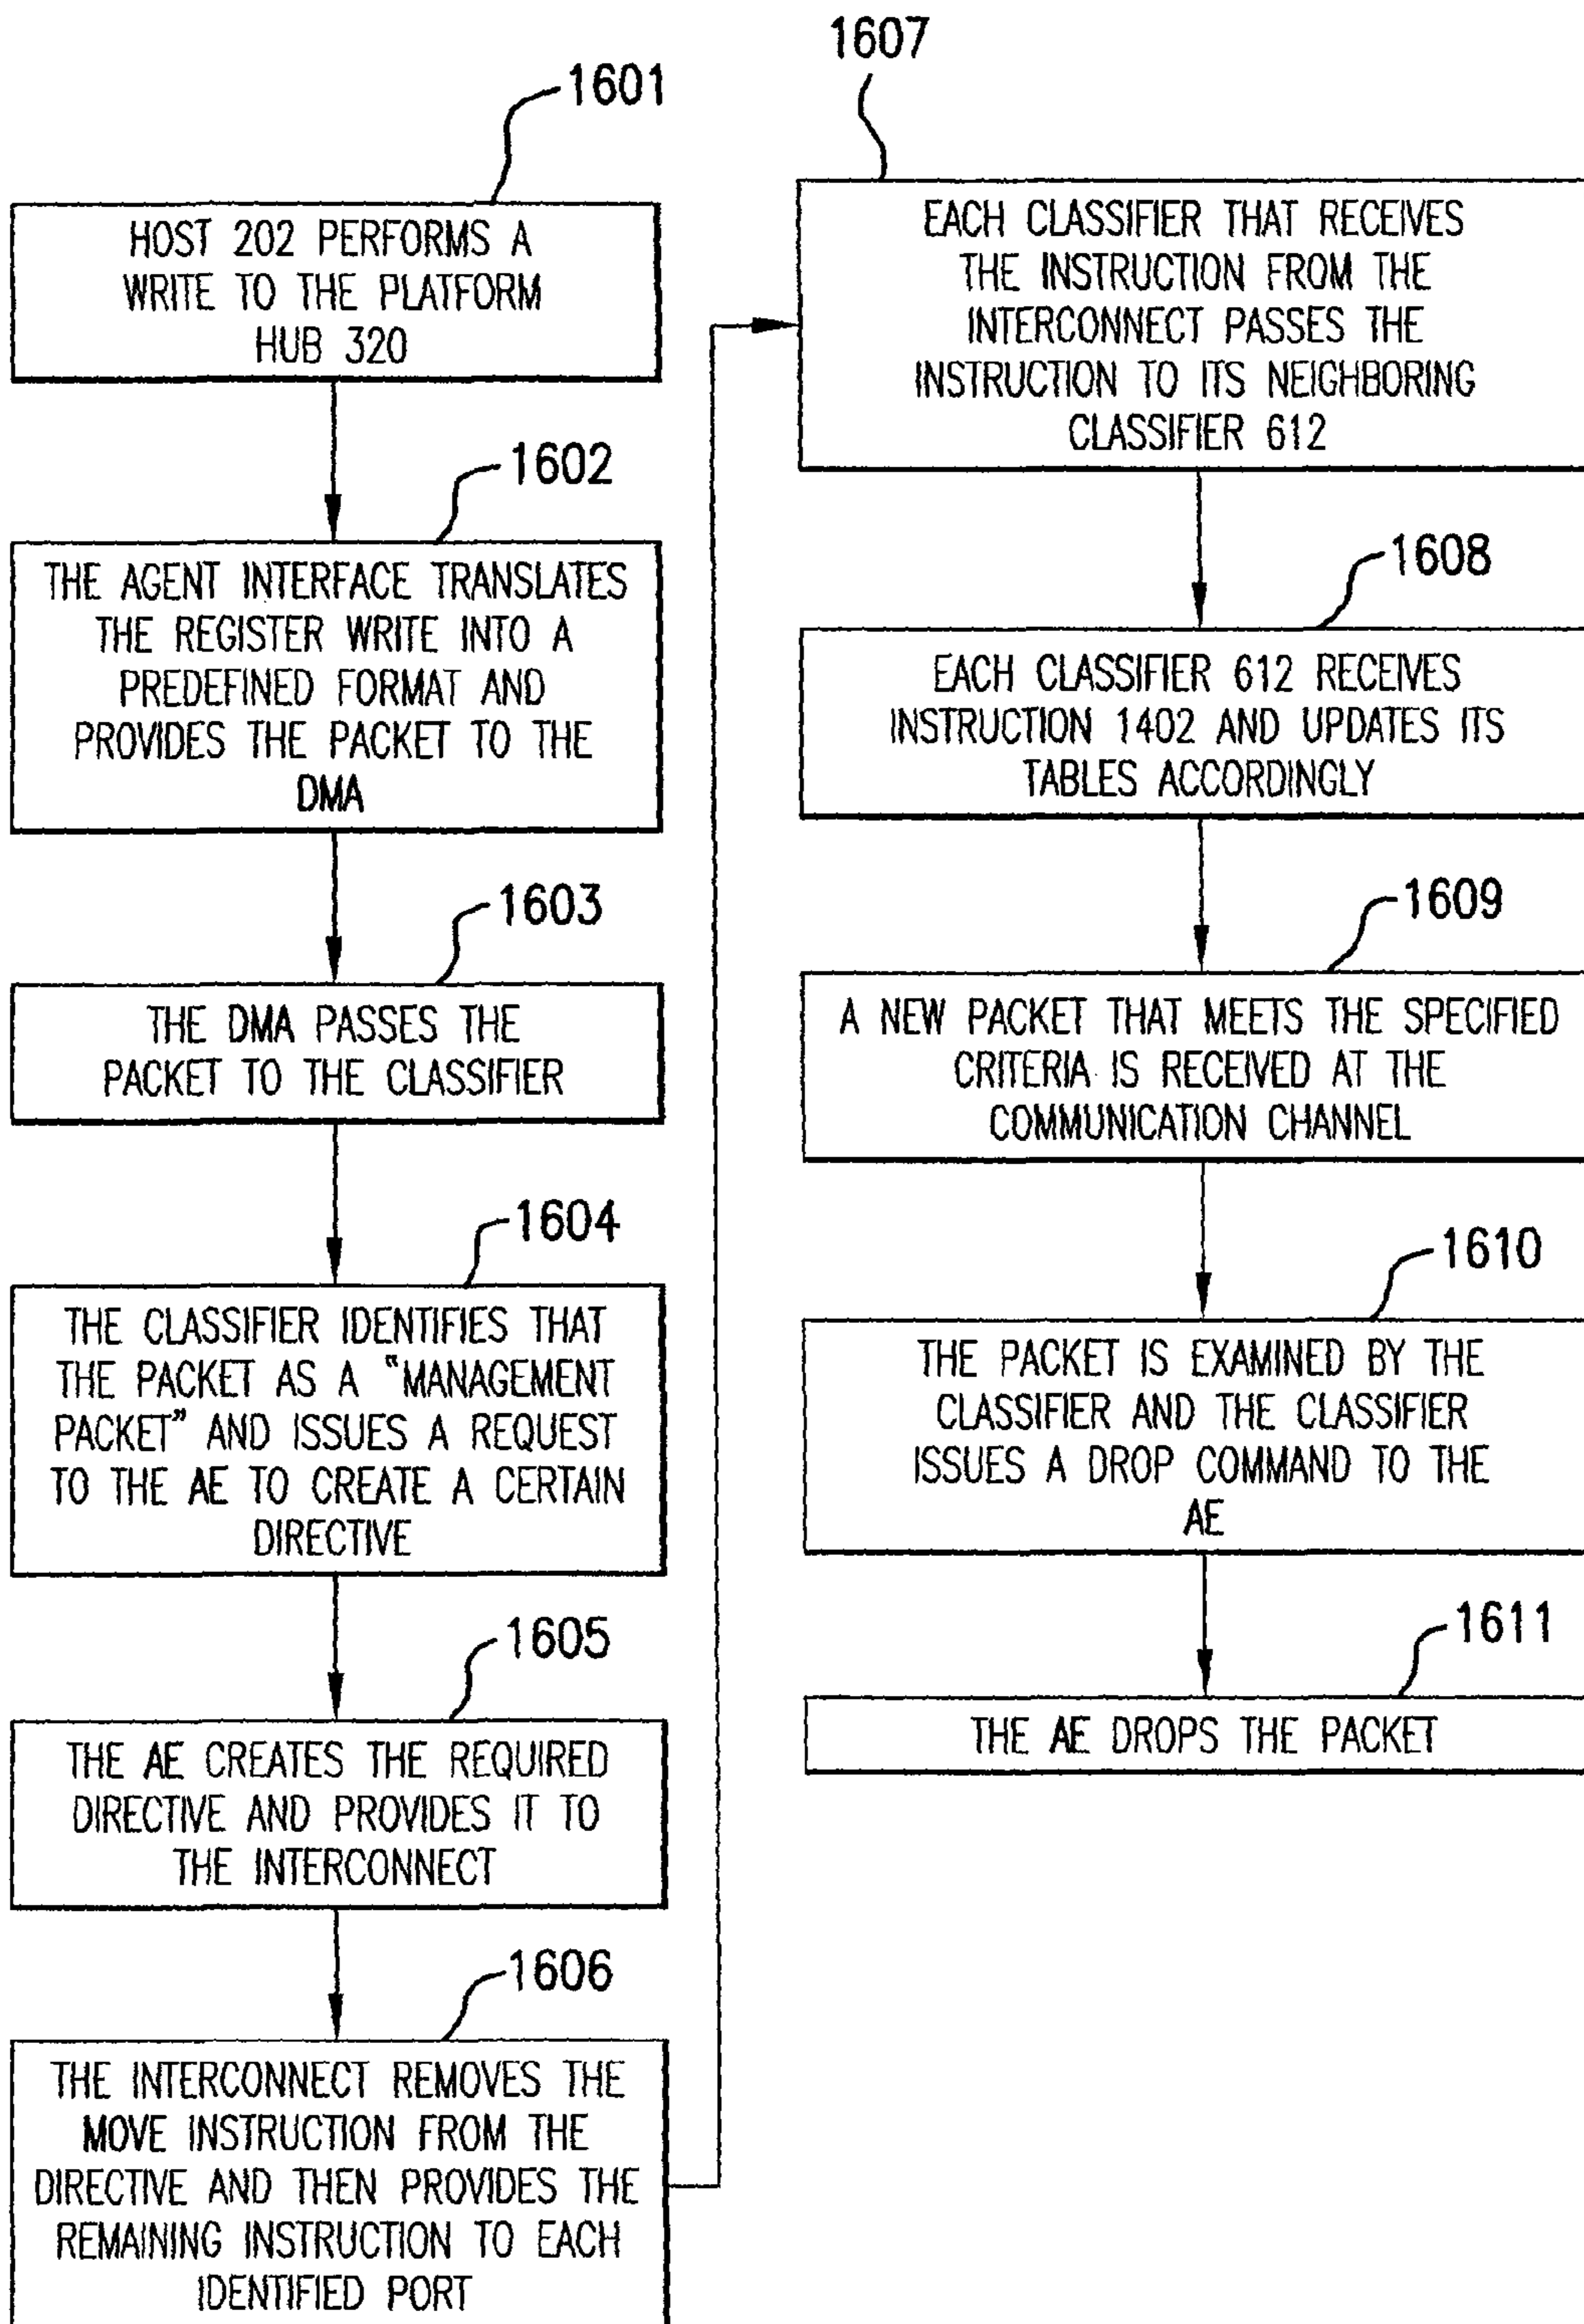 1601
HOST 202 PERFORMS A
WRITE TO THE PLATFORM
HUB 320
1602
THE AGENT INTERFACE TRANSLATES
THE REGISTER WRITE INTO A
PREDEFINED FORMAT AND
PROVIDES THE PACKET TO THE
DMA
1603
THE DMA PASSES THE
PACKET TO THE CLASSIFIER
1604
THE CLASSIFIER IDENTIFIES THAT
THE PACKET AS A "MANAGEMENT
PACKET" AND ISSUES A REQUEST
TO THE AE TO CREATE A CERTAIN
DIRECTIVE
1605
THE AE CREATES THE REQUIRED
DIRECTIVE AND PROVIDES IT TO
THE INTERCONNECT
1606
THE INTERCONNECT REMOVES THE
MOVE INSTRUCTION FROM THE
DIRECTIVE AND THEN PROVIDES THE
REMAINING INSTRUCTION TO EACH
IDENTIFIED PORT
1607
EACH CLASSIFIER THAT RECEIVES
THE INSTRUCTION FROM THE
INTERCONNECT PASSES THE
INSTRUCTION TO ITS NEIGHBORING
CLASSIFIER 612
1608
EACH CLASSIFIER 612 RECEIVES
INSTRUCTION 1402 AND UPDATES ITS
TABLES ACCORDINGLY
1609
A NEW PACKET THAT MEETS THE SPECIFIED
CRITERIA IS RECEIVED AT THE
COMMUNICATION CHANNEL
1610
THE PACKET IS EXAMINED BY THE
CLASSIFIER AND THE CLASSIFIER
ISSUES A DROP COMMAND TO THE
AE
1611
THE AE DROPS THE PACKET